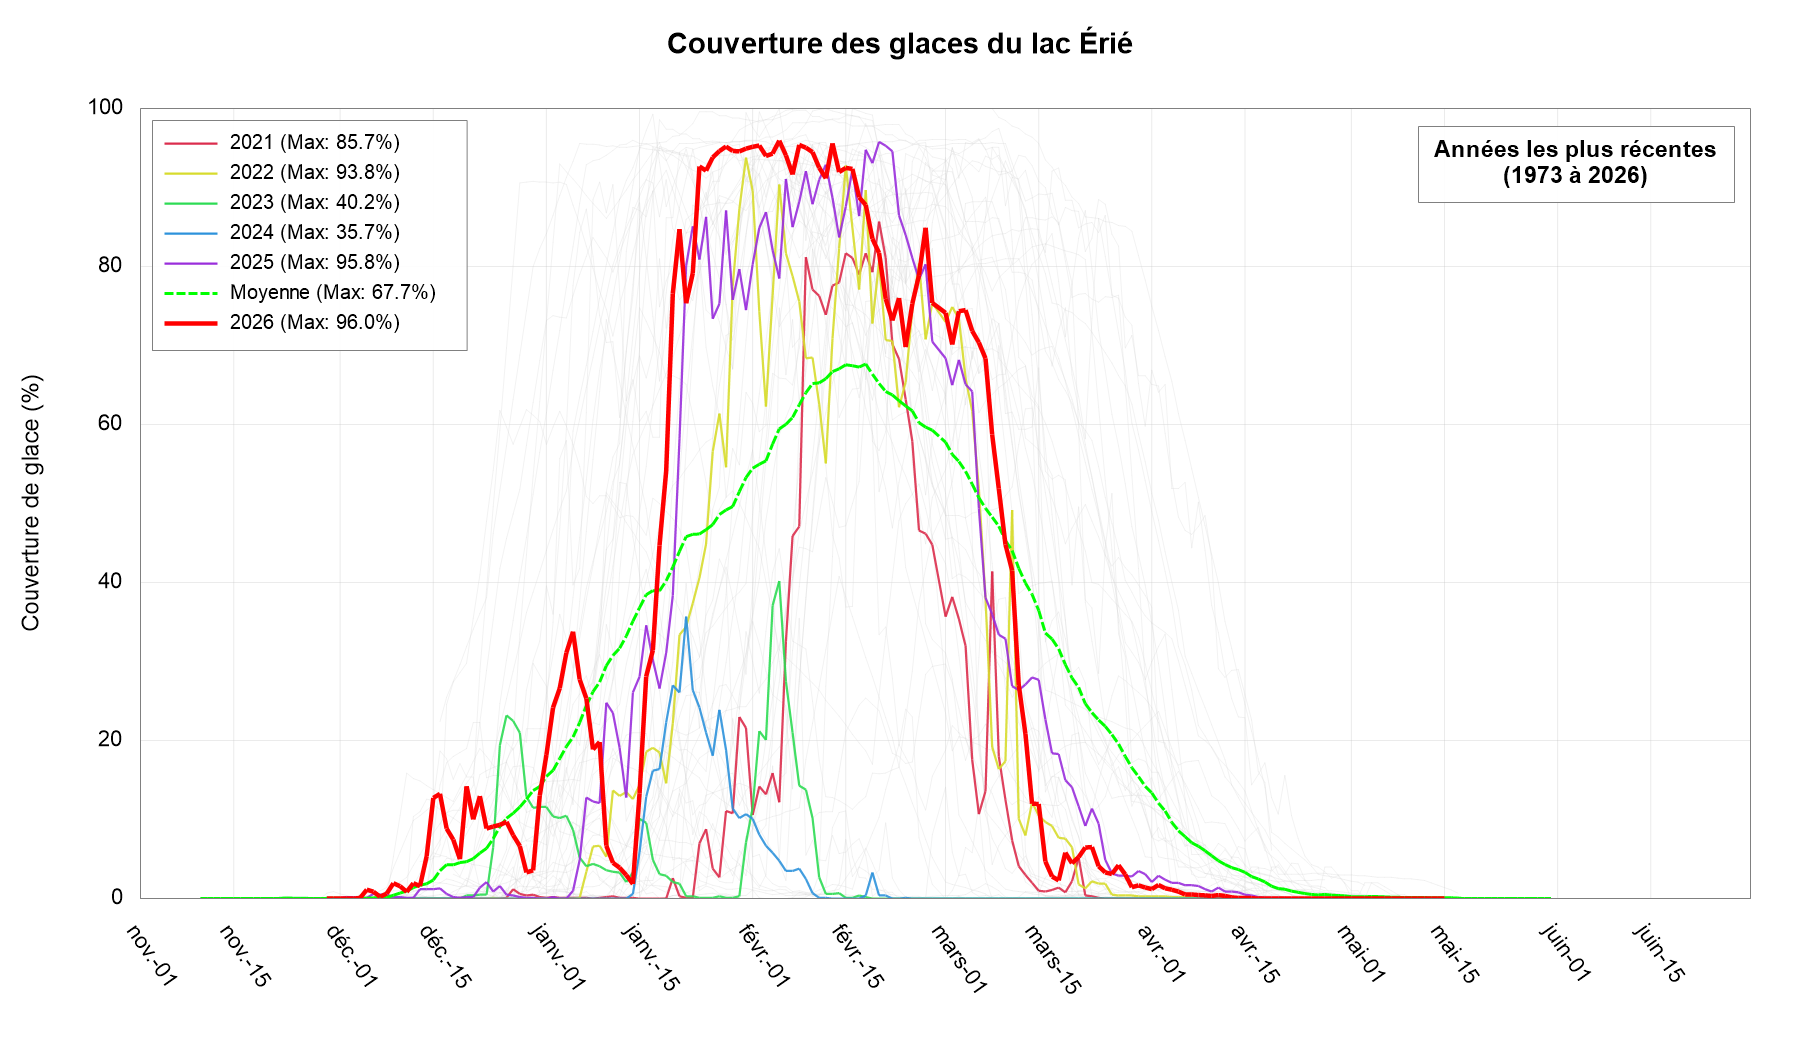 Couverture des glaces du lac Érié
Couverture de glace (%)
100
80
60
40
20
0
2021 (Max: 85.7%)
2022 (Max: 93.8%)
2023 (Max: 40.2%)
2024 (Max: 35.7%)
2025 (Max: 95.8%)
Moyenne (Max: 67.7%)
2026 (Max: 96.0%)
Années les plus récentes
(1973 à 2026)
nov.-01
nov.-15
déc.-01
déc.-15
janv.-01
janv.-15
févr.-01
févr.-15
mars-01
mars-15
avr.-01
avr.-15
mai-01
mai-15
juin-01
juin-15